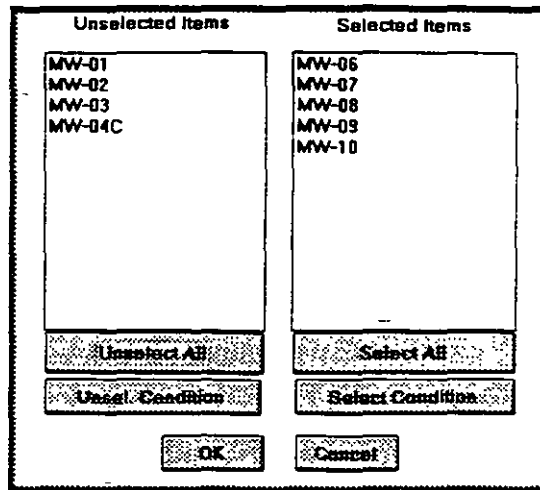 Unselected Items
Selected Items
MW-01
MW-02
MW-03
MW-04C
MW-06
MW-07
MW-08
MW-09
MW-10
Unselect All
Select All
Unsel. Condition
Select Condition
OK
Cancel